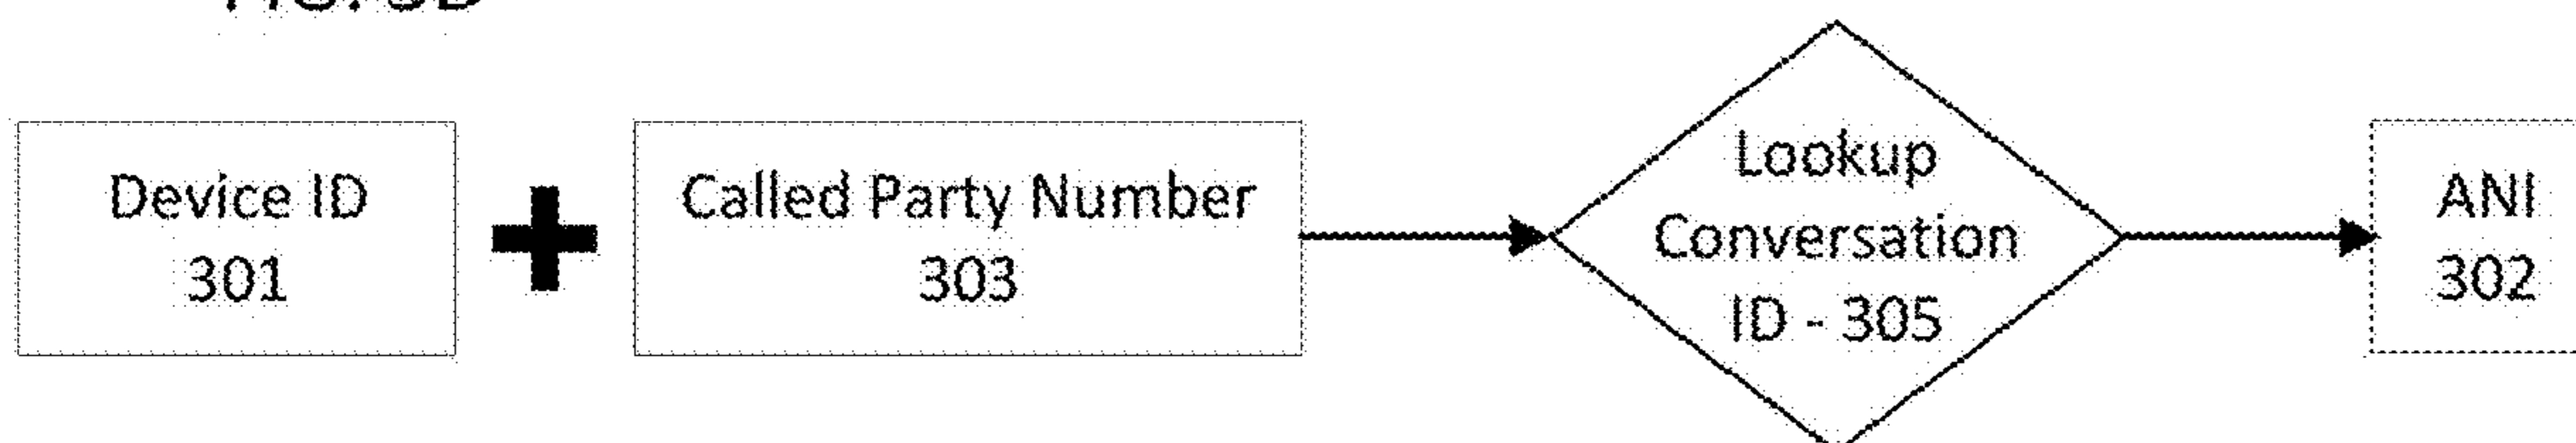 Device ID
301
Called Party Number
303
Lookup
Conversation
ID - 305
ANI
302